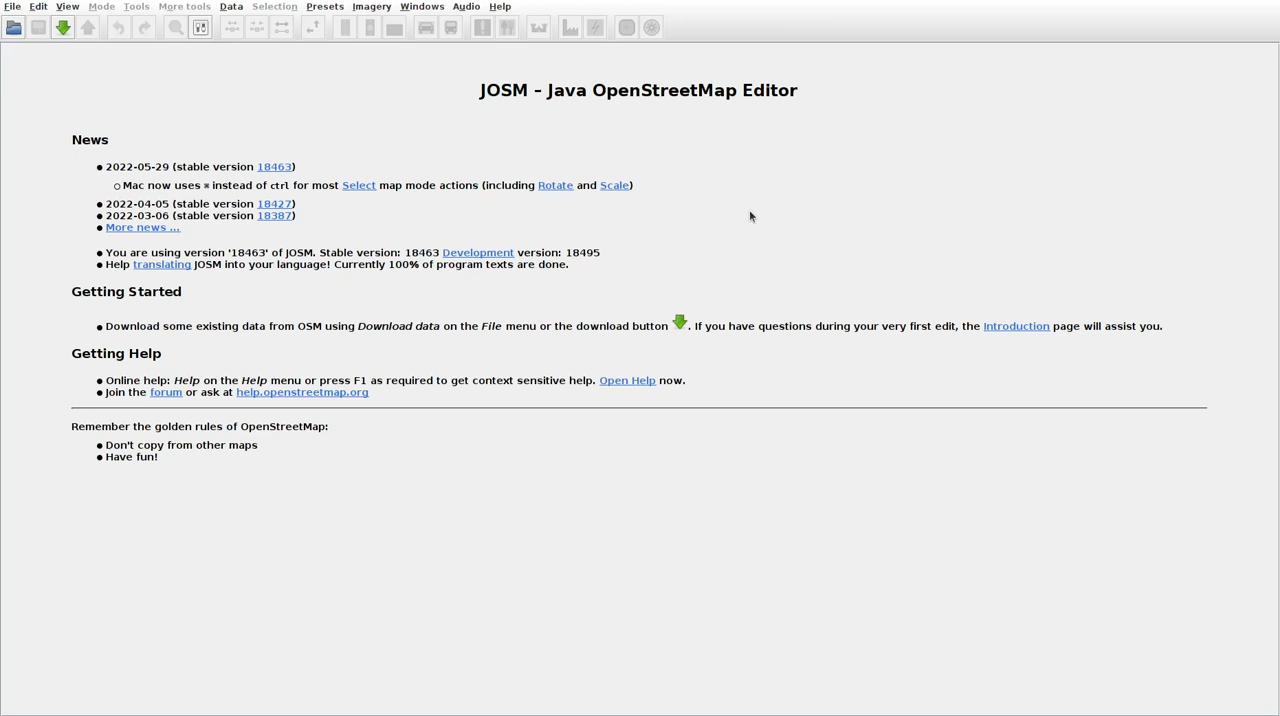 File Edit View Mode Tools More tools Data Selection Presets Imagery Windows Audio Help
JOSM – Java OpenStreetMap Editor
News
2022-05-29 (stable version 18463)
Mac now uses ⌘ instead of ctrl for most Select map mode actions (including Rotate and Scale)
2022-04-05 (stable version 18427)
2022-03-06 (stable version 18387)
More news ...
You are using version '18463' of JOSM. Stable version: 18463 Development version: 18495
Help translating JOSM into your language! Currently 100% of program texts are done.
Getting Started
Download some existing data from OSM using Download data on the File menu or the download button . If you have questions during your very first edit, the Introduction page will assist you.
Getting Help
Online help: Help on the Help menu or press F1 as required to get context sensitive help. Open Help now.
Join the forum or ask at help.openstreetmap.org
Remember the golden rules of OpenStreetMap:
Don't copy from other maps
Have fun!